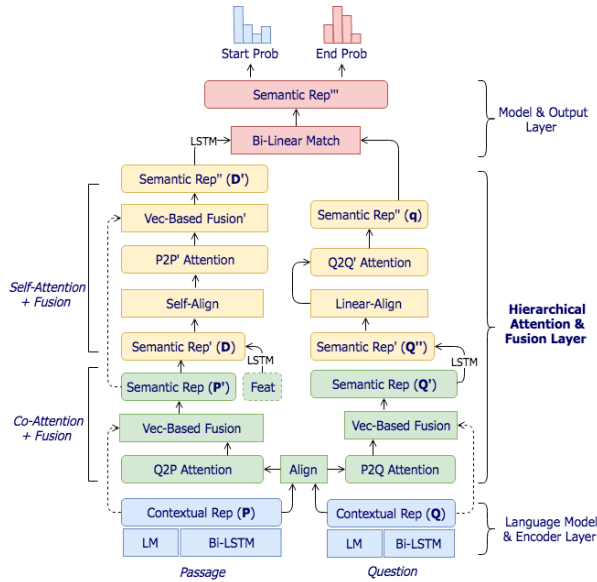 Start Prob
End Prob
Semantic Rep'''
Bi-Linear Match
LSTM
Model & Output
Layer
Semantic Rep'' (D')
Vec-Based Fusion'
P2P' Attention
Self-Align
Semantic Rep' (D)
LSTM
Semantic Rep (P')
Feat
Vec-Based Fusion
Q2P Attention
Align
P2Q Attention
Vec-Based Fusion
Semantic Rep (Q')
LSTM
Semantic Rep' (Q'')
Linear-Align
Q2Q' Attention
Semantic Rep'' (q)
Self-Attention
+ Fusion
Co-Attention
+ Fusion
Hierarchical
Attention &
Fusion Layer
Contextual Rep (P)
LM
Bi-LSTM
Passage
Contextual Rep (Q)
LM
Bi-LSTM
Question
Language Model
& Encoder Layer